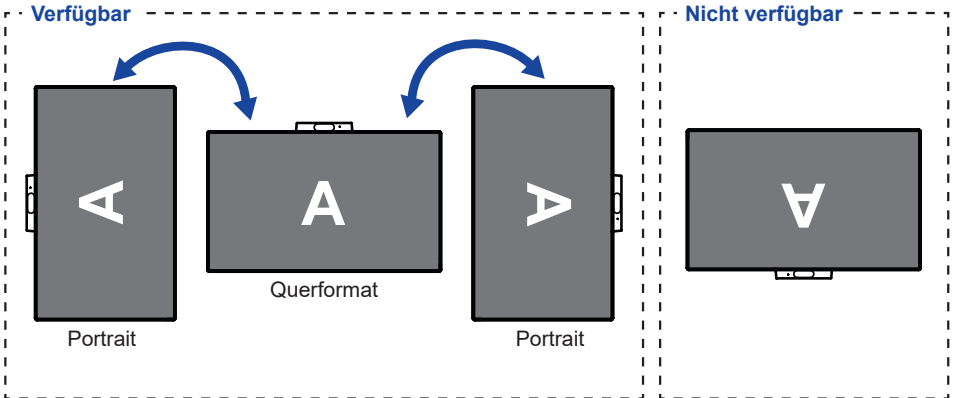 Verfügbar
Nicht verfügbar
A
A
A
A
Querformat
Portrait
Portrait